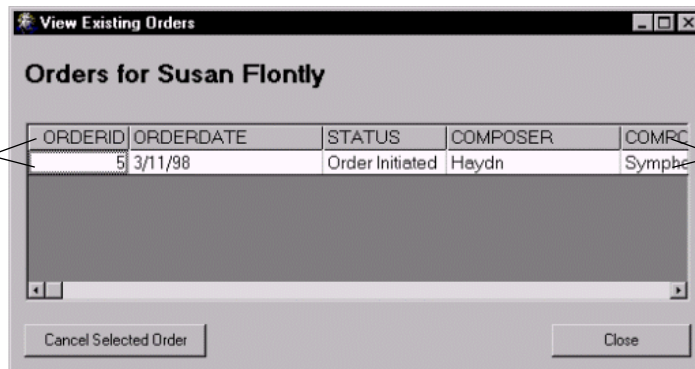 View Existing Orders
Orders for Susan Flontly
ORDERID ORDERDATE STATUS COMPOSER
5 3/11/98 Order Initiated Haydn
Cancel Selected Order Close